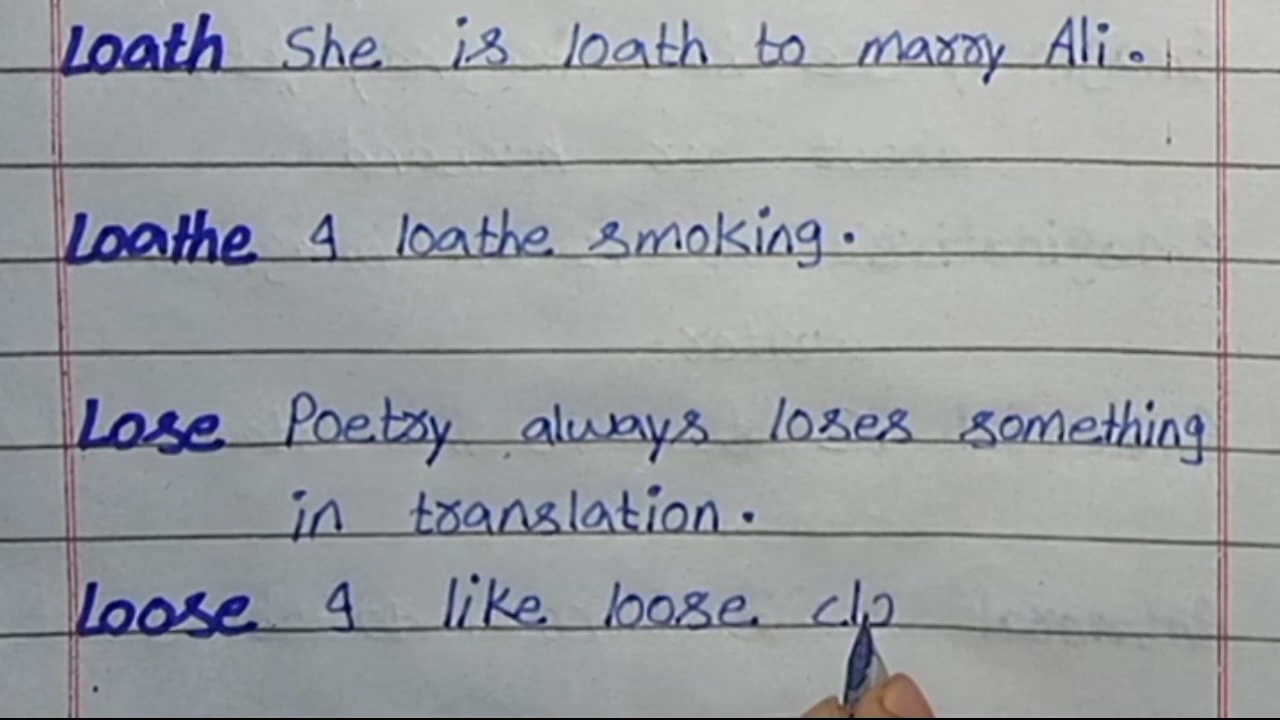 Loath She is loath to marry Ali.
Loathe I loathe smoking.
Lose Poetry always loses something
in translation.
Loose I like loose clo